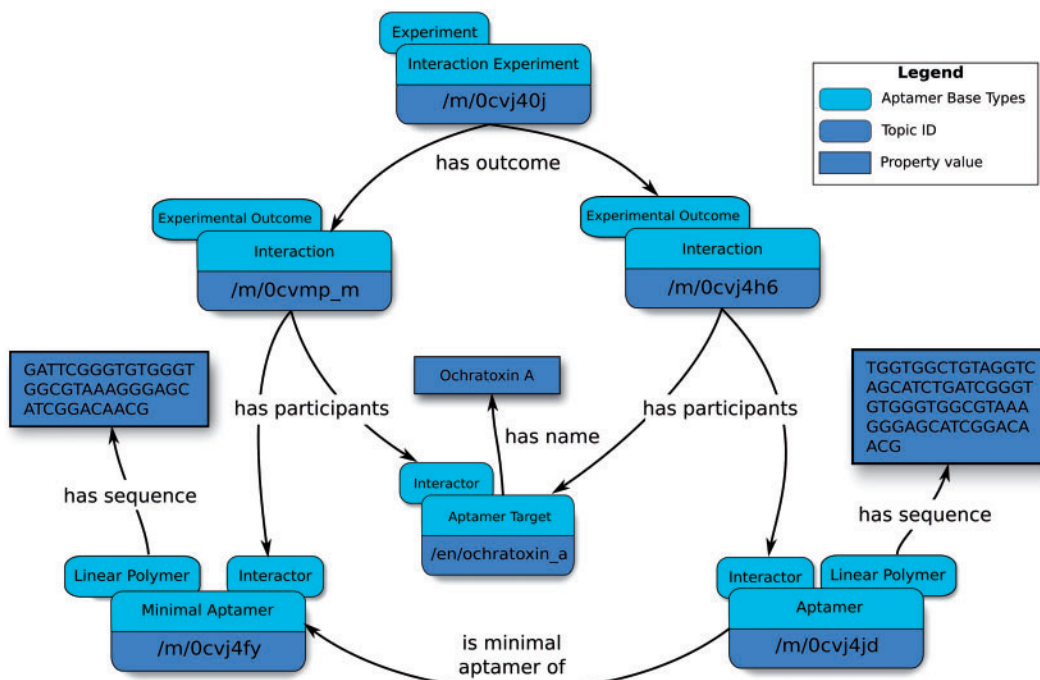 Experiment
Interaction Experiment
/m/0cvj40j
Legend
Aptamer Base Types
Topic ID
Property value
has outcome
Experimental Outcome
Interaction
/m/0cvmp_m
Experimental Outcome
Interaction
/m/0cvj4h6
GATTCGGGTGTGGGT
GGCGTAAAGGGAGC
ATCGGACAACG
Ochratoxin A
TGGTGGCTGTAGGTC
AGCATCTGATCGGGT
GTGGGTGGCGTAAA
GGGAGCATCGGACA
ACG
has participants
has name
has participants
has sequence
has sequence
Interactor
Aptamer Target
/en/ochratoxin_a
Linear Polymer
Interactor
Minimal Aptamer
/m/0cvj4fy
Interactor
Linear Polymer
Aptamer
/m/0cvj4jd
is minimal
aptamer of